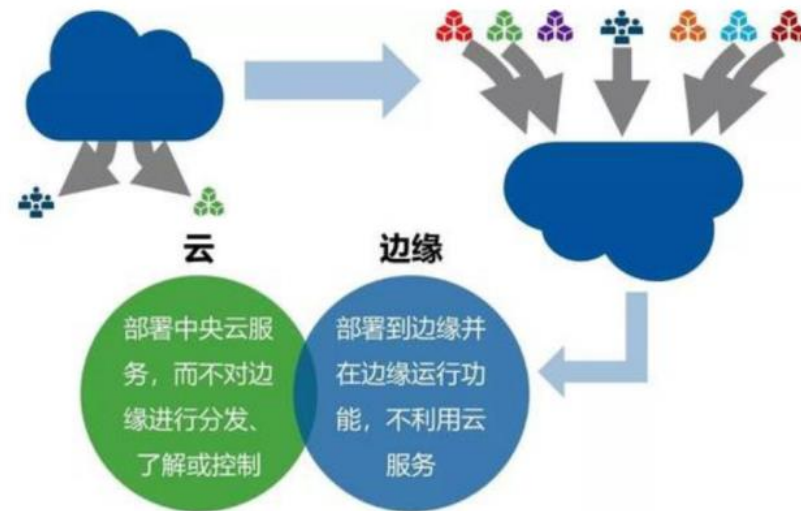 云
边缘
部署中央云服
务，而不对边
缘进行分发、
了解或控制
部署到边缘并
在边缘运行功
能，不利用云
服务